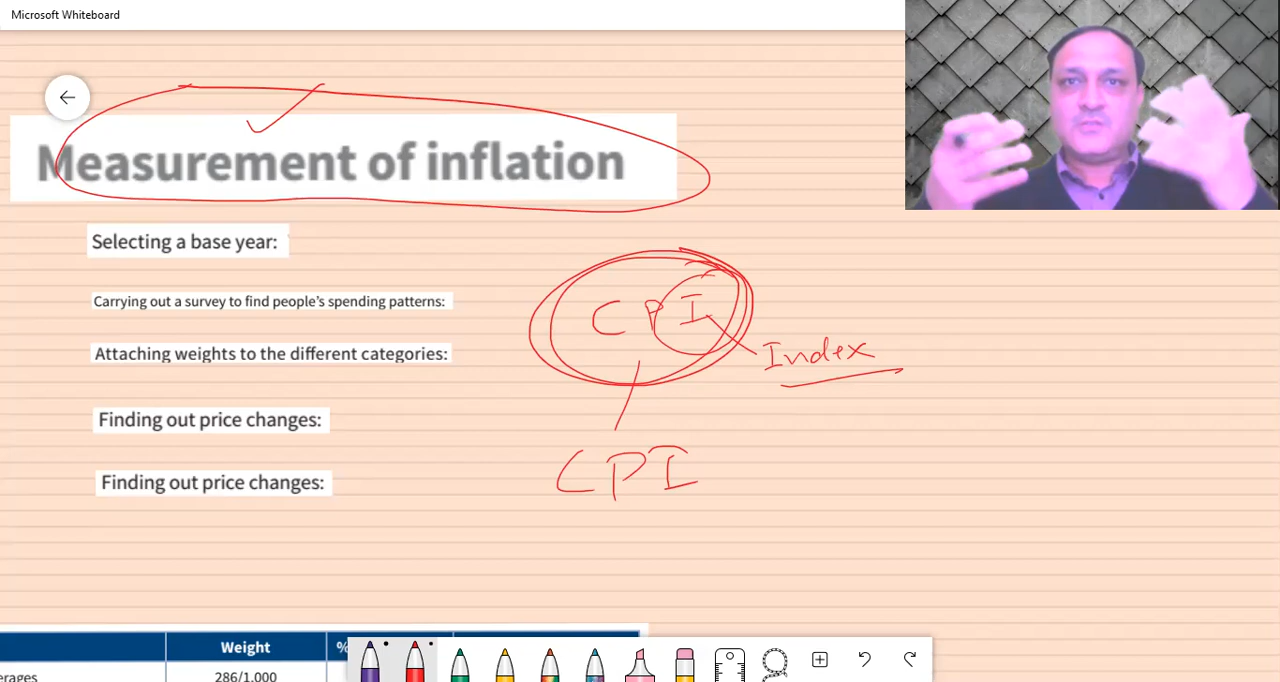 Microsoft Whiteboard
Measurement of inflation
Selecting a base year:
Carrying out a survey to find people's spending patterns:
Attaching weights to the different categories:
Finding out price changes:
Finding out price changes:
CPI
Index
CPI
Weight
%
erages
286/1,000